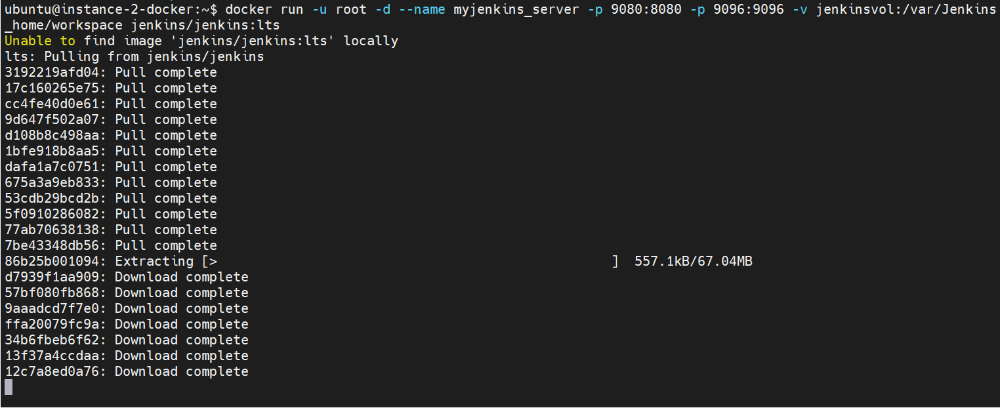 ubuntu@instance-2-docker:~$ docker run -u root -d --name myjenkins_server -p 9080:8080 -p 9096:9096 -v jenkinsvol:/var/Jenkins
_home/workspace jenkins/jenkins:lts
Unable to find image 'jenkins/jenkins:lts' locally
lts: Pulling from jenkins/jenkins
3192219afd04: Pull complete
17c160265e75: Pull complete
cc4fe40d0e61: Pull complete
9d647f502a07: Pull complete
d108b8c498aa: Pull complete
1bfe918b8aa5: Pull complete
dafa1a7c0751: Pull complete
675a3a9eb833: Pull complete
53cdb29bcd2b: Pull complete
5f0910286082: Pull complete
77ab70638138: Pull complete
7be43348db56: Pull complete
86b25b001094: Extracting [>                                                  ]  557.1kB/67.04MB
d7939f1aa909: Download complete
57bf080fb868: Download complete
9aaadcd7f7e0: Download complete
ffa20079fc9a: Download complete
34b6fbeb6f62: Download complete
13f37a4ccdaa: Download complete
12c7a8ed0a76: Download complete